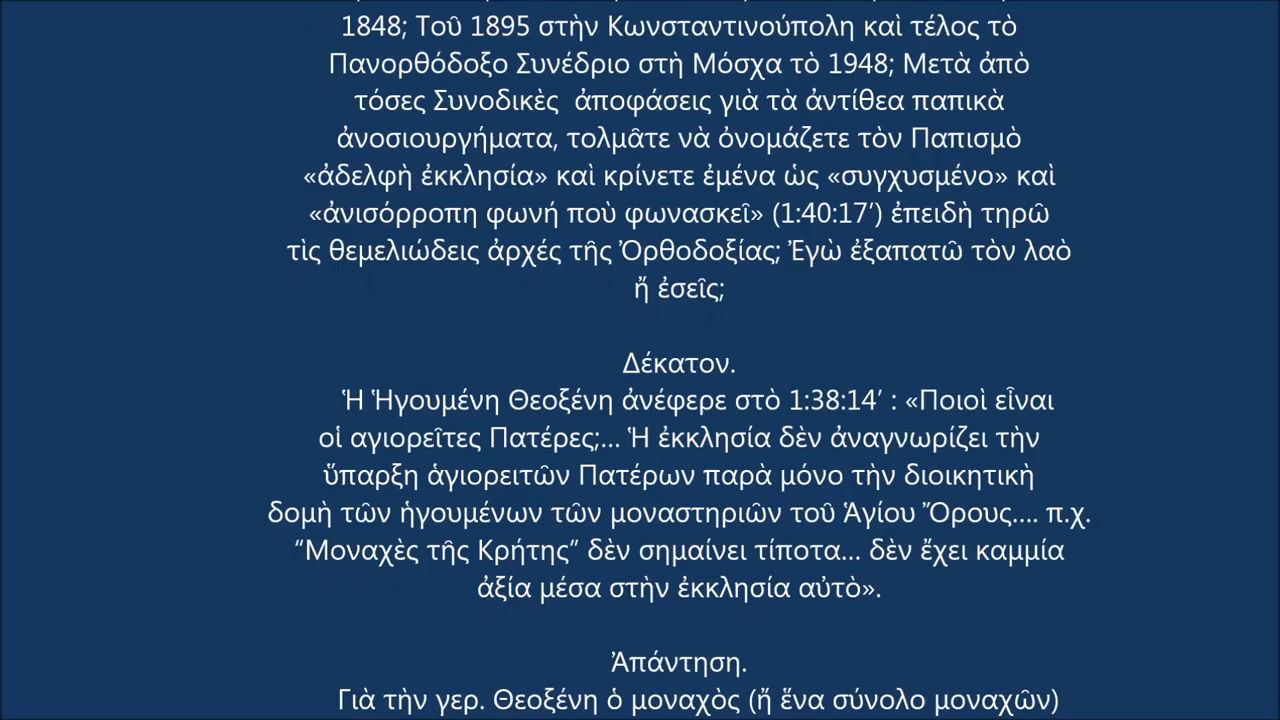 1848; Τοῦ 1895 στὴν Κωνσταντινούπολη καὶ τέλος τὸ
Πανορθόδοξο Συνέδριο στὴ Μόσχα τὸ 1948; Μετὰ ἀπὸ
τόσες Συνοδικὲς  ἀποφάσεις γιὰ τὰ ἀντίθεα παπικὰ
ἀνοσιουργήματα, τολμᾶτε νὰ ὀνομάζετε τὸν Παπισμὸ
«ἀδελφὴ ἐκκλησία» καὶ κρίνετε ἐμένα ὡς «συγχυσμένο» καὶ
«ἀνισόρροπη φωνή ποὺ φωνασκεῖ» (1:40:17’) ἐπειδὴ τηρῶ
τὶς θεμελιώδεις ἀρχές τῆς Ὀρθοδοξίας; Ἐγὼ ἐξαπατῶ τὸν λαὸ
ἤ ἐσεῖς;
Δέκατον.
Ἡ Ἡγουμένη Θεοξένη ἀνέφερε στὸ 1:38:14’ : «Ποιοὶ εἶναι
οἱ αγιορεῖτες Πατέρες;... Ἡ ἐκκλησία δὲν ἀναγνωρίζει τὴν
ὕπαρξη ἁγιορειτῶν Πατέρων παρὰ μόνο τὴν διοικητικὴ
δομὴ τῶν ἡγουμένων τῶν μοναστηριῶν τοῦ Ἁγίου Ὄρους.... π.χ.
“Μοναχὲς τῆς Κρήτης” δὲν σημαίνει τίποτα... δὲν ἔχει καμμία
ἀξία μέσα στὴν ἐκκλησία αὐτὸ».
Ἀπάντηση.
Γιὰ τὴν γερ. Θεοξένη ὁ μοναχὸς (ἤ ἕνα σύνολο μοναχῶν)